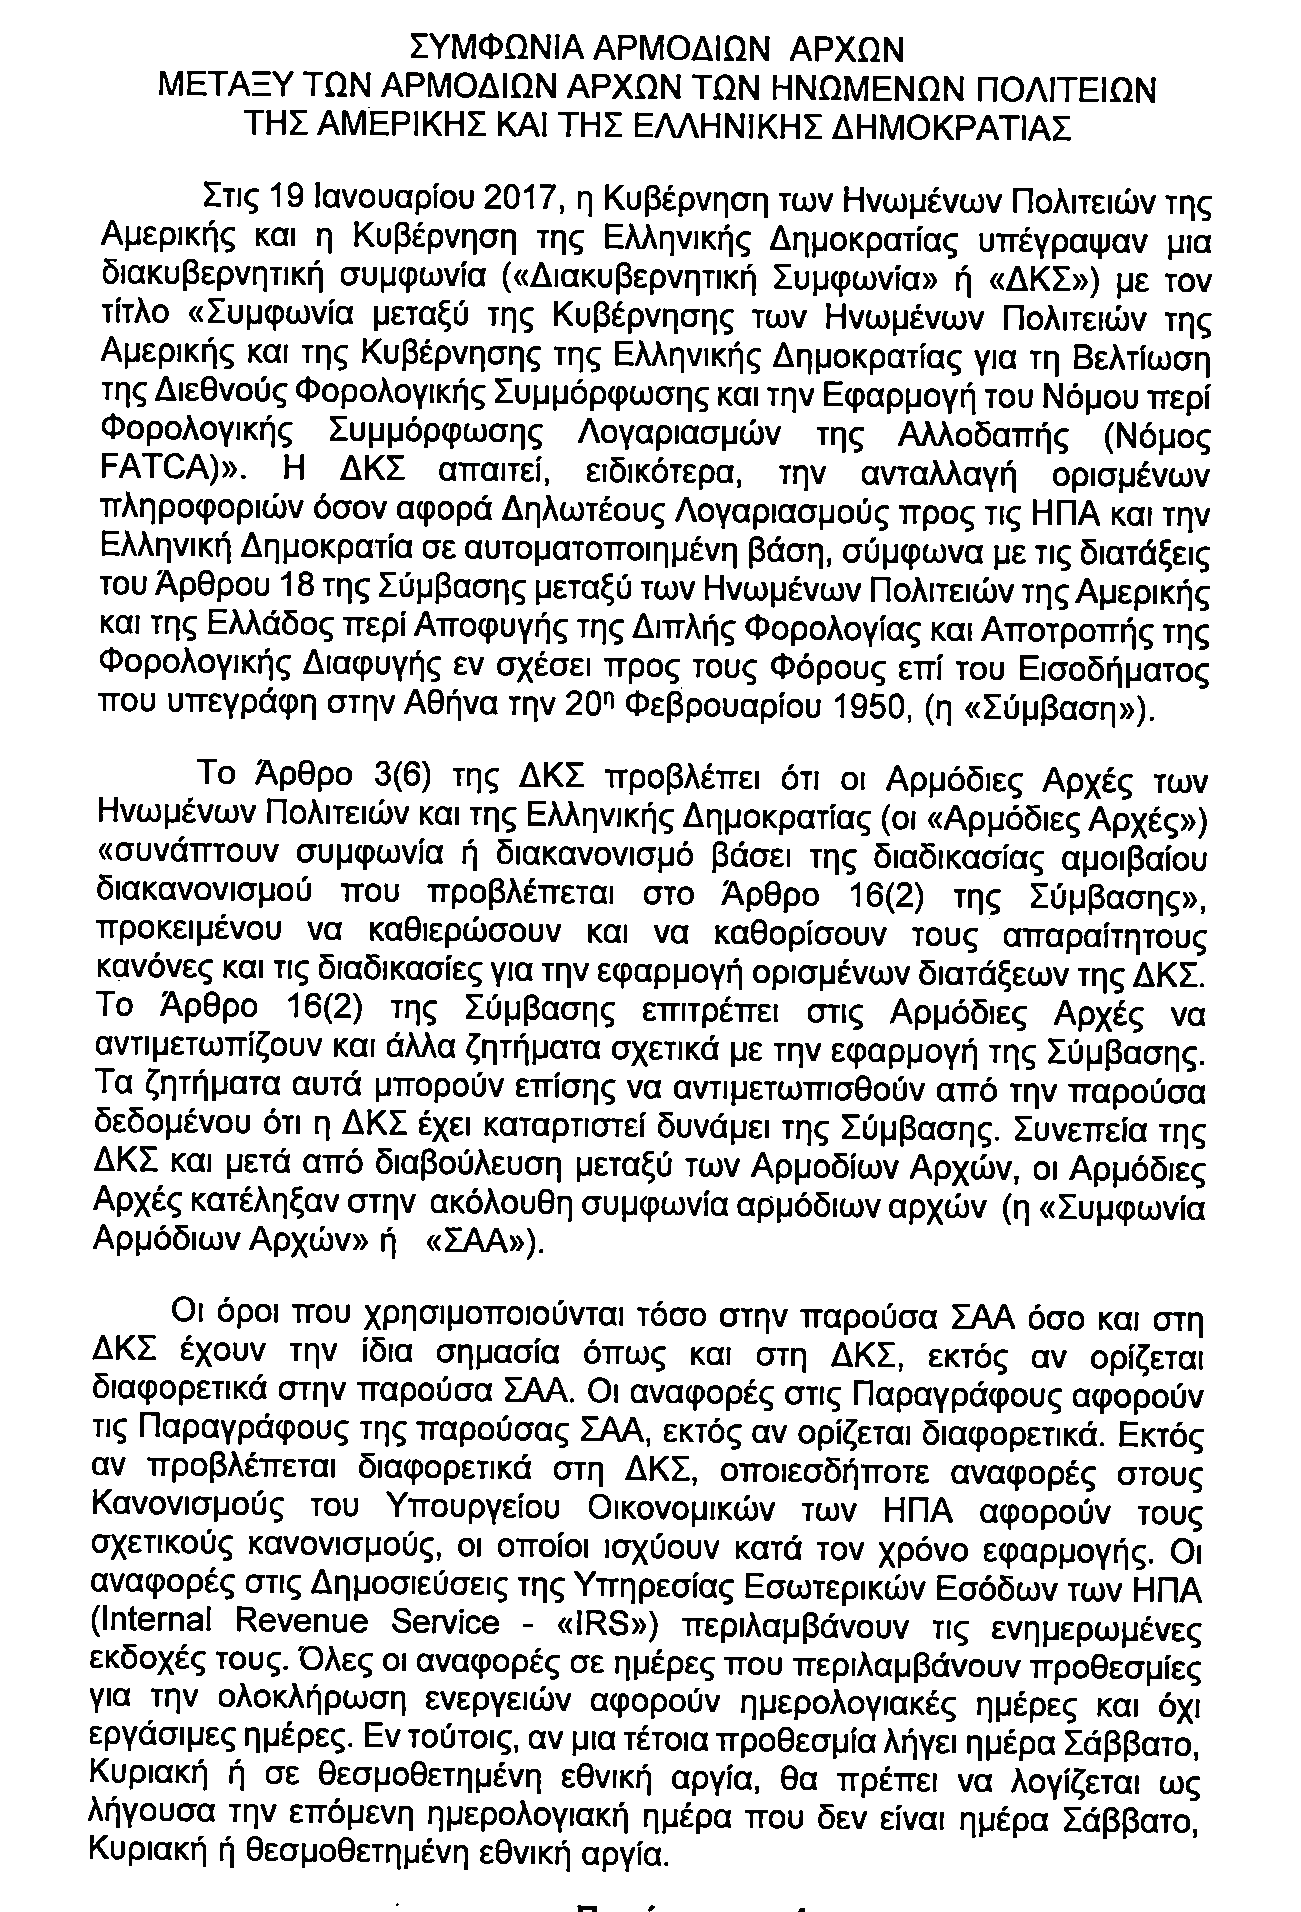 ΣΥΜΦΩΝΙΑ ΑΡΜΟΔΙΩΝ ΑΡΧΩΝ
ΜΕΤΑΞΥ ΤΩΝ ΑΡΜΟΔΙΩΝ ΑΡΧΩΝ ΤΩΝ ΗΝΩΜΕΝΩΝ ΠΟΛΙΤΕΙΩΝ
ΤΗΣ ΑΜΕΡΙΚΗΣ ΚΑΙ ΤΗΣ ΕΛΛΗΝΙΚΗΣ ΔΗΜΟΚΡΑΤΙΑΣ
Στις 19 Ιανουαρίου 2017, η Κυβέρνηση των Ηνωμένων Πολιτειών της
Αμερικής και η Κυβέρνηση της Ελληνικής Δημοκρατίας υπέγραψαν μια
διακυβερνητική συμφωνία («Διακυβερνητική Συμφωνία» ή «ΔΚΣ») με τον
τίτλο «Συμφωνία μεταξύ της Κυβέρνησης των Ηνωμένων Πολιτειών της
Αμερικής και της Κυβέρνησης της Ελληνικής Δημοκρατίας για τη Βελτίωση
της Διεθνούς Φορολογικής Συμμόρφωσης και την Εφαρμογή του Νόμου περί
Φορολογικής Συμμόρφωσης Λογαριασμών της Αλλοδαπής (Νόμος
FATCA)». Η ΔΚΣ απαιτεί, ειδικότερα, την ανταλλαγή ορισμένων
πληροφοριών όσον αφορά Δηλωτέους Λογαριασμούς προς τις ΗΠΑ και την
Ελληνική Δημοκρατία σε αυτοματοποιημένη βάση, σύμφωνα με τις διατάξεις
του Άρθρου 18 της Σύμβασης μεταξύ των Ηνωμένων Πολιτειών της Αμερικής
και της Ελλάδος περί Αποφυγής της Διπλής Φορολογίας και Αποτροπής της
Φορολογικής Διαφυγής εν σχέσει προς τους Φόρους επί του Εισοδήματος
που υπεγράφη στην Αθήνα την 20η Φεβρουαρίου 1950, (η «Σύμβαση»).
Το Άρθρο 3(6) της ΔΚΣ προβλέπει ότι οι Αρμόδιες Αρχές των
Ηνωμένων Πολιτειών και της Ελληνικής Δημοκρατίας (οι «Αρμόδιες Αρχές»)
«συνάπτουν συμφωνία ή διακανονισμό βάσει της διαδικασίας αμοιβαίου
διακανονισμού που προβλέπεται στο Άρθρο 16(2) της Σύμβασης»,
προκειμένου να καθιερώσουν και να καθορίσουν τους απαραίτητους
κανόνες και τις διαδικασίες για την εφαρμογή ορισμένων διατάξεων της ΔΚΣ.
Το Άρθρο 16(2) της Σύμβασης επιτρέπει στις Αρμόδιες Αρχές να
αντιμετωπίζουν και άλλα ζητήματα σχετικά με την εφαρμογή της Σύμβασης.
Τα ζητήματα αυτά μπορούν επίσης να αντιμετωπισθούν από την παρούσα
δεδομένου ότι η ΔΚΣ έχει καταρτιστεί δυνάμει της Σύμβασης. Συνεπεία της
ΔΚΣ και μετά από διαβούλευση μεταξύ των Αρμοδίων Αρχών, οι Αρμόδιες
Αρχές κατέληξαν στην ακόλουθη συμφωνία αρμόδιων αρχών (η «Συμφωνία
Αρμόδιων Αρχών» ή «ΣΑΑ»).
Οι όροι που χρησιμοποιούνται τόσο στην παρούσα ΣΑΑ όσο και στη
ΔΚΣ έχουν την ίδια σημασία όπως και στη ΔΚΣ, εκτός αν ορίζεται
διαφορετικά στην παρούσα ΣΑΑ. Οι αναφορές στις Παραγράφους αφορούν
τις Παραγράφους της παρούσας ΣΑΑ, εκτός αν ορίζεται διαφορετικά. Εκτός
αν προβλέπεται διαφορετικά στη ΔΚΣ, οποιεσδήποτε αναφορές στους
Κανονισμούς του Υπουργείου Οικονομικών των ΗΠΑ αφορούν τους
σχετικούς κανονισμούς, οι οποίοι ισχύουν κατά τον χρόνο εφαρμογής. Οι
αναφορές στις Δημοσιεύσεις της Υπηρεσίας Εσωτερικών Εσόδων των ΗΠΑ
(Internal Revenue Service - «IRS») περιλαμβάνουν τις ενημερωμένες
εκδοχές τους. Όλες οι αναφορές σε ημέρες που περιλαμβάνουν προθεσμίες
για την ολοκλήρωση ενεργειών αφορούν ημερολογιακές ημέρες και όχι
εργάσιμες ημέρες. Εν τούτοις, αν μια τέτοια προθεσμία λήγει ημέρα Σάββατο,
Κυριακή ή σε θεσμοθετημένη εθνική αργία, θα πρέπει να λογίζεται ως
λήγουσα την επόμενη ημερολογιακή ημέρα που δεν είναι ημέρα Σάββατο,
Κυριακή ή θεσμοθετημένη εθνική αργία.